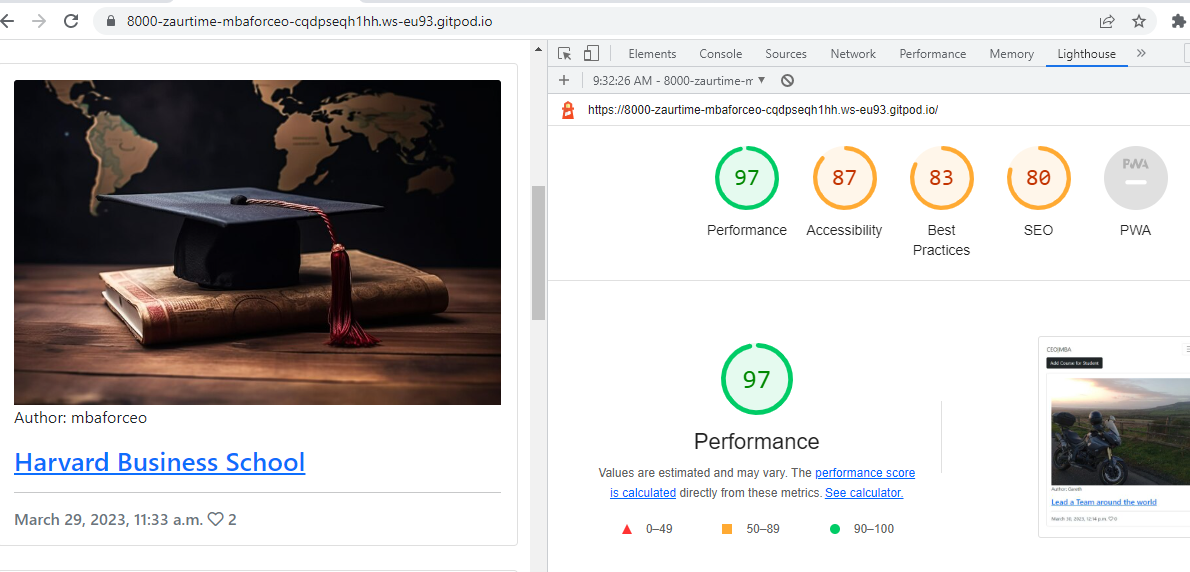 8000-zaurtime-mbaforceo-cqdpseqh1hh.ws-eu93.gitpod.io
Author: mbaforceo
Harvard Business School
March 29, 2023, 11:33 a.m. 2
Elements Console Sources Network Performance Memory Lighthouse »
9:32:26 AM - 8000-zaurtime-m
https://8000-zaurtime-mbaforceo-cqdpseqh1hh.ws-eu93.gitpod.io/
97 87 83 80 PWA
Performance Accessibility Best Practices SEO PWA
97
Performance
Values are estimated and may vary. The performance score
is calculated directly from these metrics. See calculator.
0–49 50–89 90–100
CEO|MBA
Add Course for Student
Author: Gareth
Lead a Team around the world
March 30, 2023, 12:14 p.m. 0